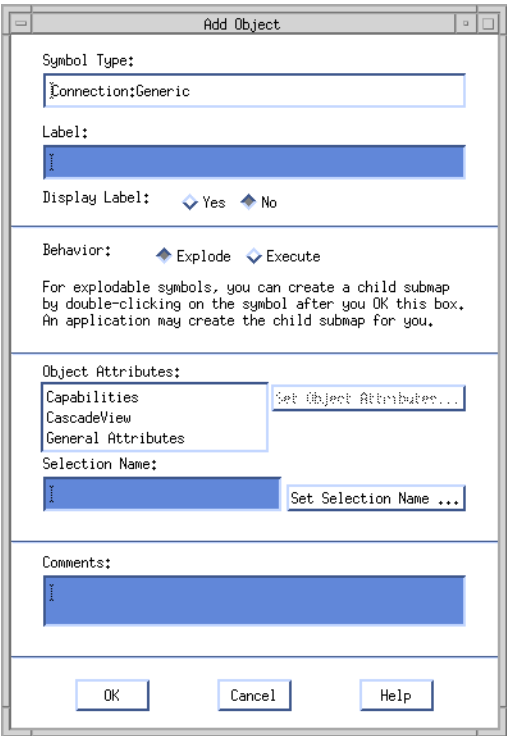 Add Object
Symbol Type:
Connection:Generic
Label:
Display Label: Yes No
Behavior: Explode Execute
For explodable symbols, you can create a child submap
by double-clicking on the symbol after you OK this box.
An application may create the child submap for you.
Object Attributes:
Capabilities Set Object Attributes...
CascadeView
General Attributes
Selection Name:
Set Selection Name ...
Comments:
OK Cancel Help